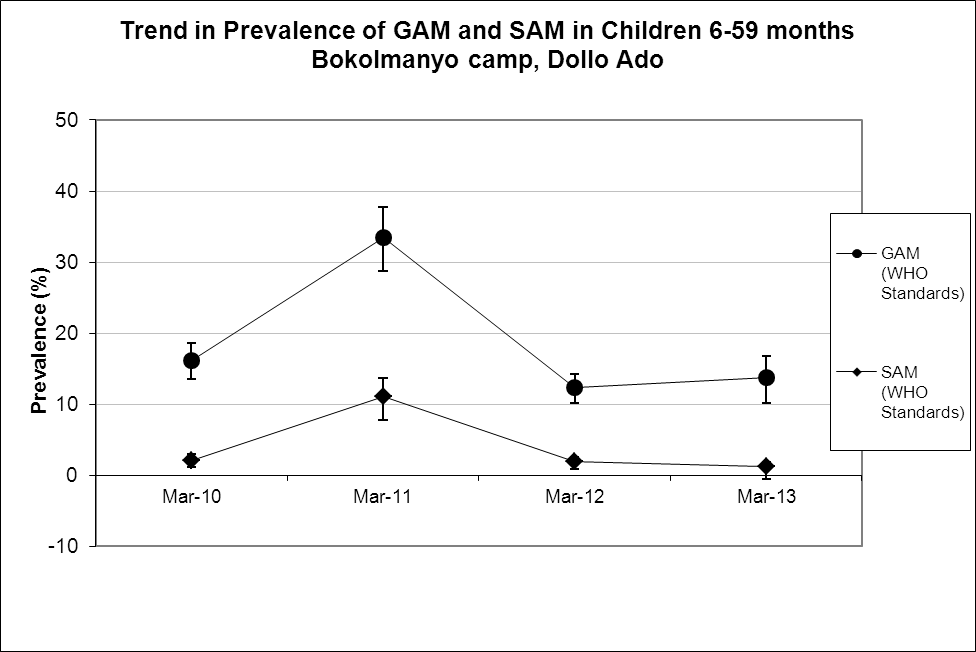 Trend in Prevalence of GAM and SAM in Children 6-59 months
Bokolmanyo camp, Dollo Ado
Prevalence (%)
50
40
30
20
10
0
-10
Mar-10
Mar-11
Mar-12
Mar-13
GAM
(WHO
Standards)
SAM
(WHO
Standards)